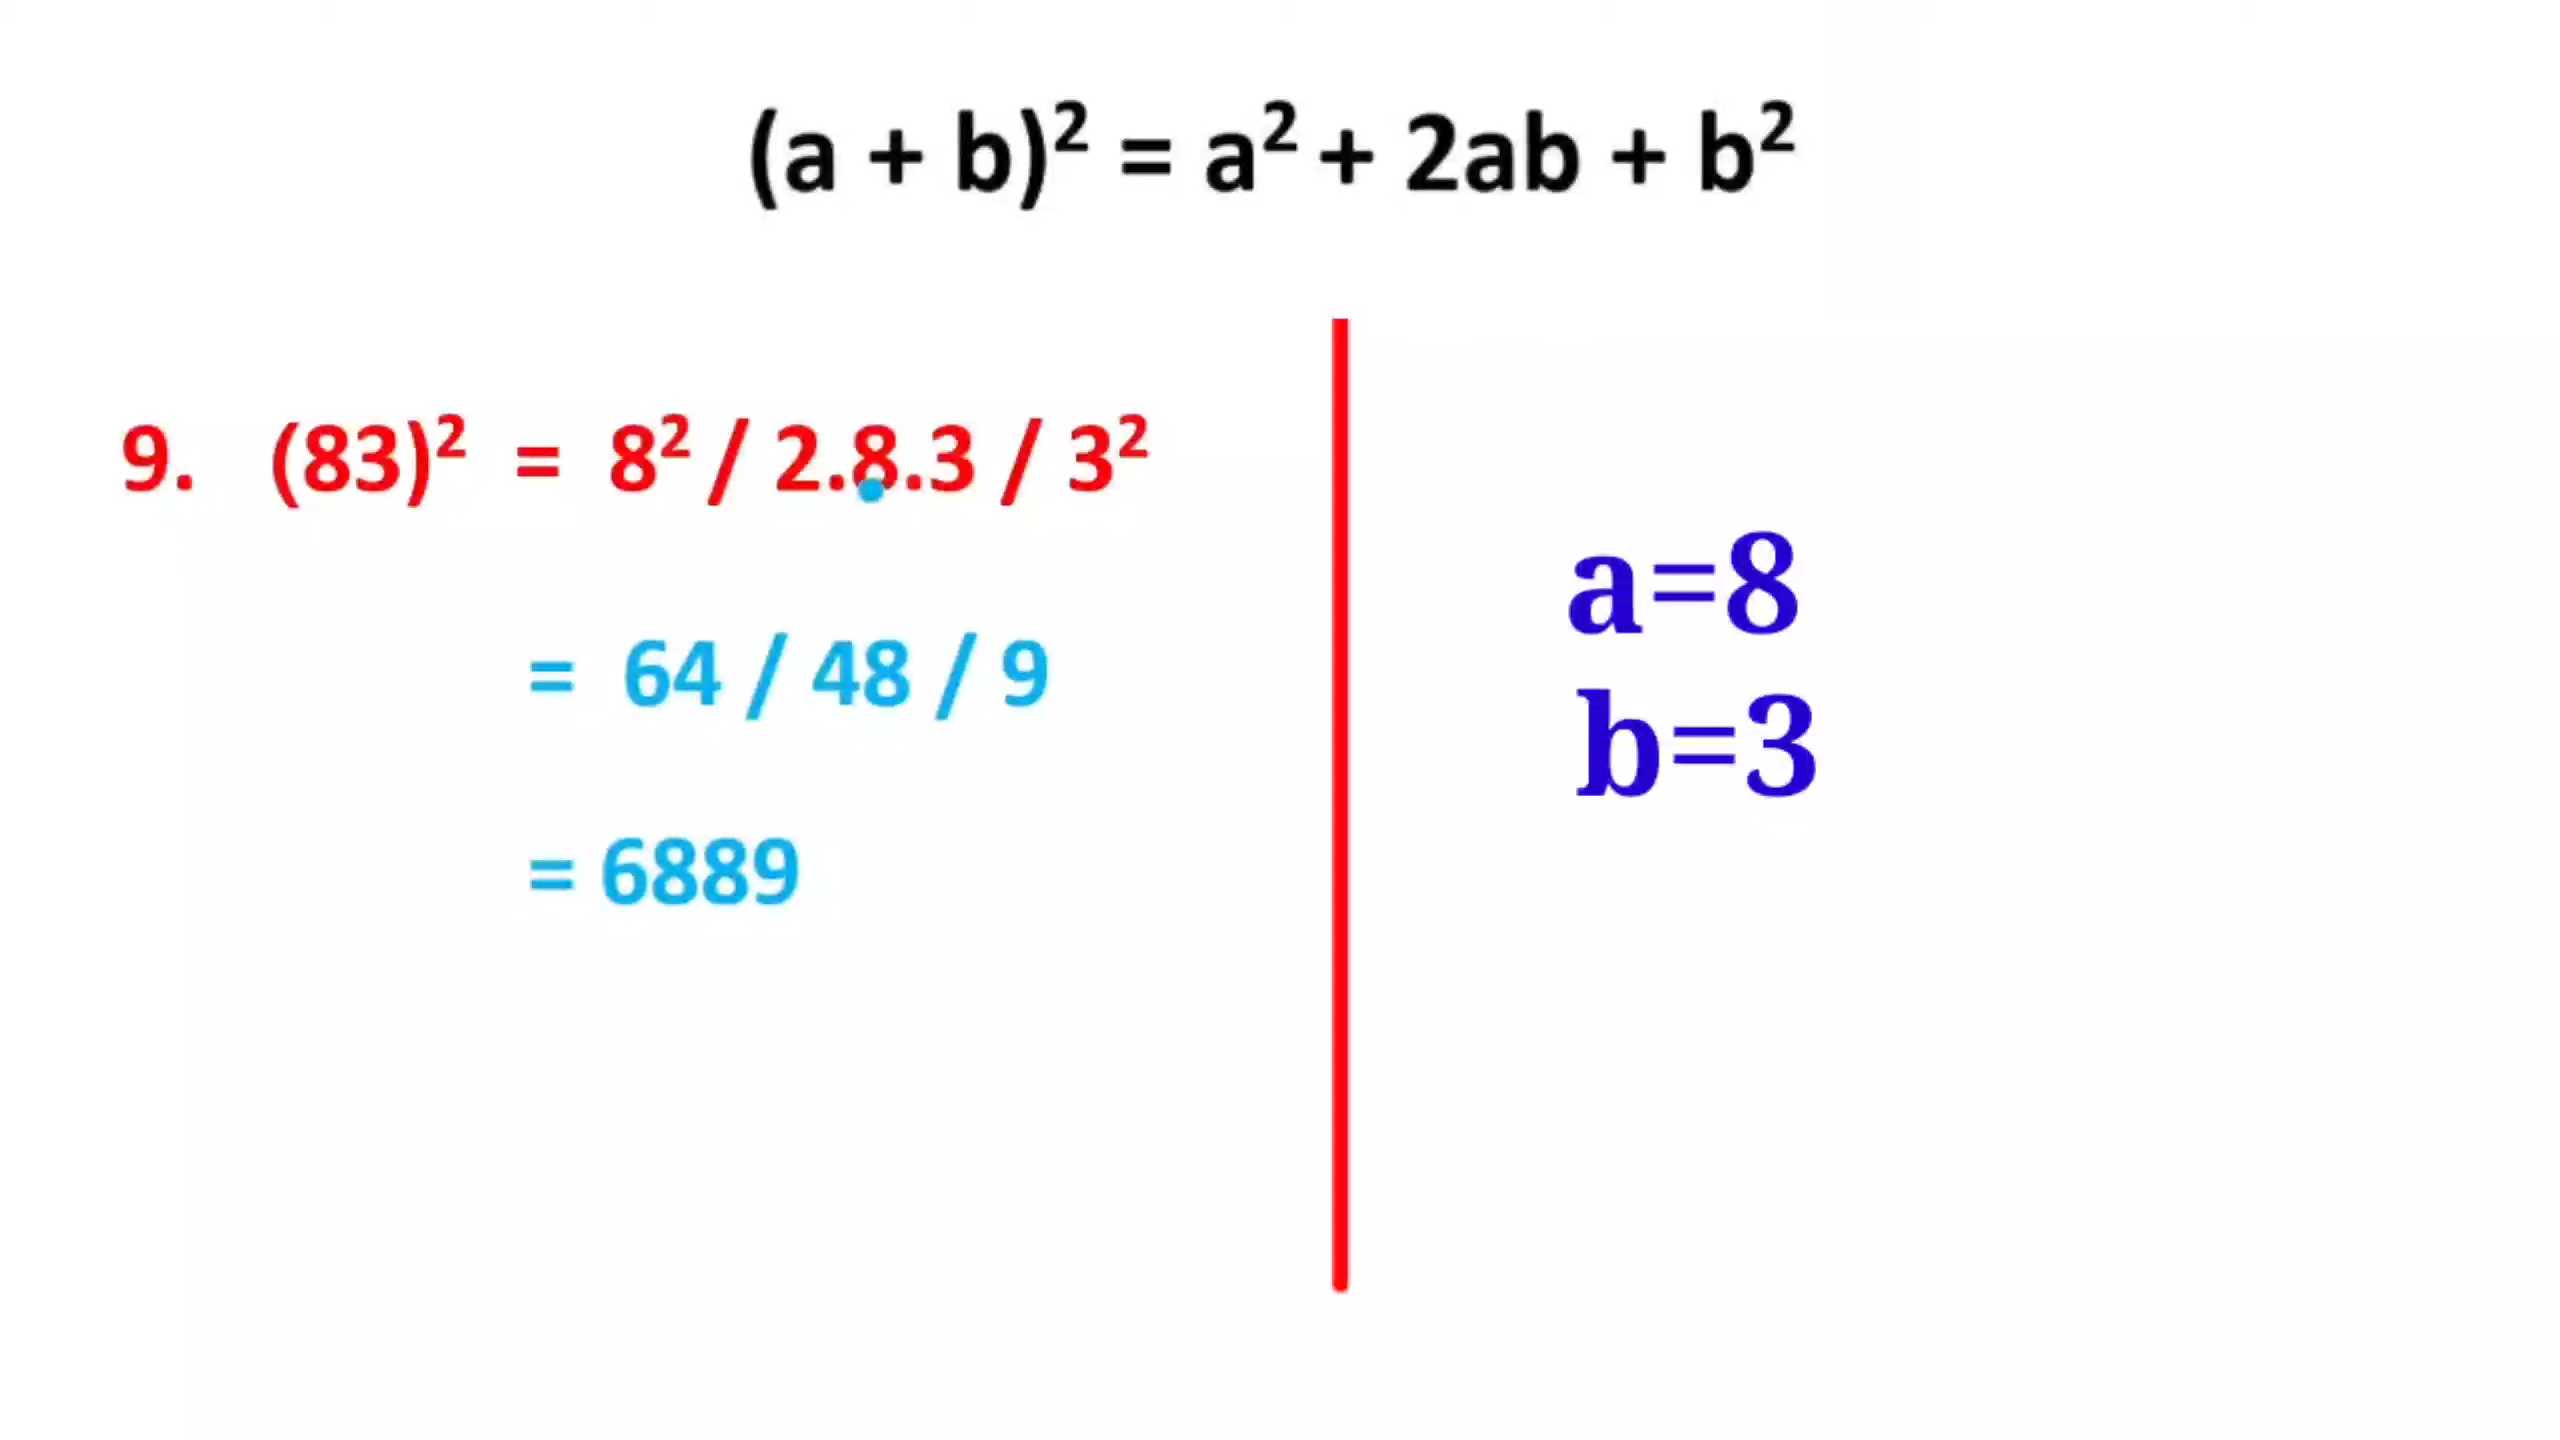 (a + b)² = a² + 2ab + b²
9. (83)² = 8² / 2.8.3 / 3²
= 64 / 48 / 9
= 6889
a=8
b=3